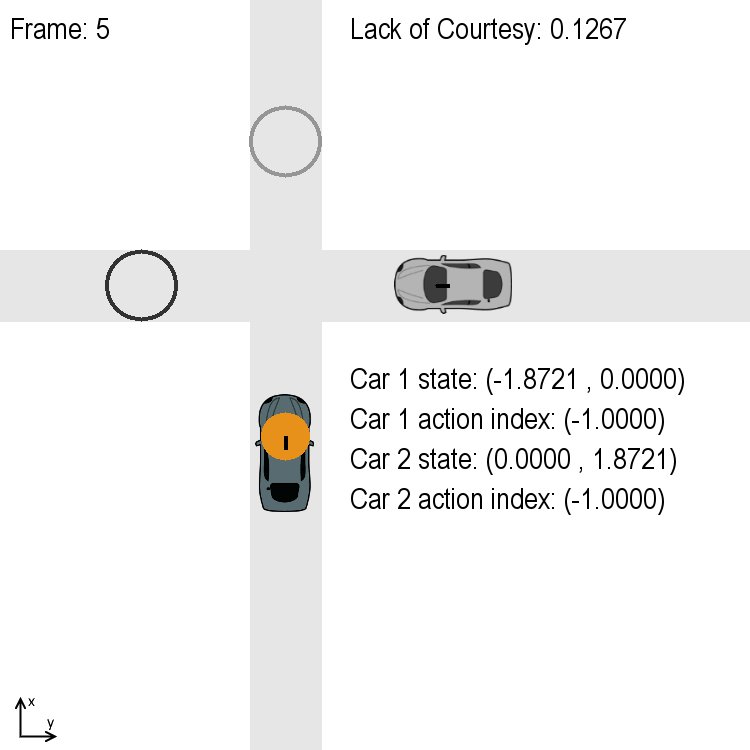 Frame: 5
Lack of Courtesy: 0.1267
Car 1 state: (-1.8721 , 0.0000)
Car 1 action index: (-1.0000)
Car 2 state: (0.0000 , 1.8721)
Car 2 action index: (-1.0000)
x
y